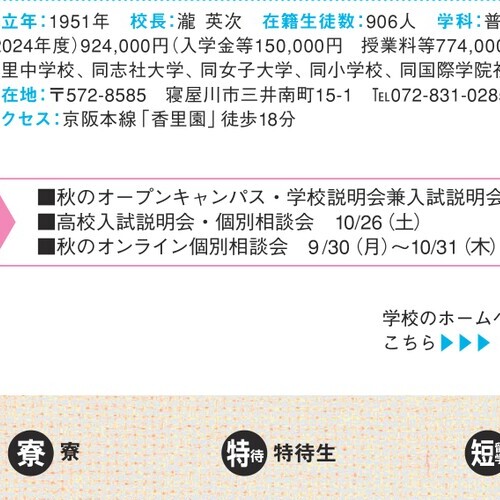 立年：1951年　校長：瀧 英次　在籍生徒数：906人　学科：普
2024年度）924,000円（入学金等150,000円　授業料等774,000
里中学校、同志社大学、同女子大学、同小学校、同国際学院
在地：〒572-8585　寝屋川市三井南町15-1　℡072-831-028
クセス：京阪本線「香里園」徒歩18分
■秋のオープンキャンパス・学校説明会兼入試説明会
■高校入試説明会・個別相談会　10/26（土）
■秋のオンライン個別相談会　9/30（月）～10/31（木）
学校のホーム
こちら▶▶▶
寮 寮
特待 特待生
短